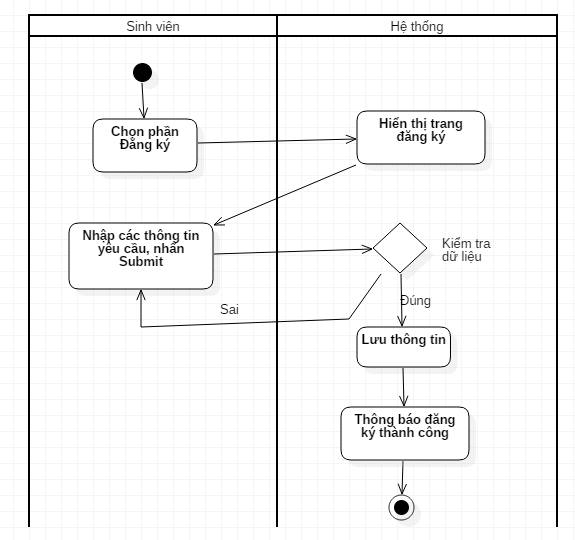 Sinh viên
Hệ thống
Chọn phần
Đăng ký
Hiển thị trang
đăng ký
Nhập các thông tin
yêu cầu, nhấn
Submit
Kiểm tra
dữ liệu
Sai
Đúng
Lưu thông tin
Thông báo đăng
ký thành công